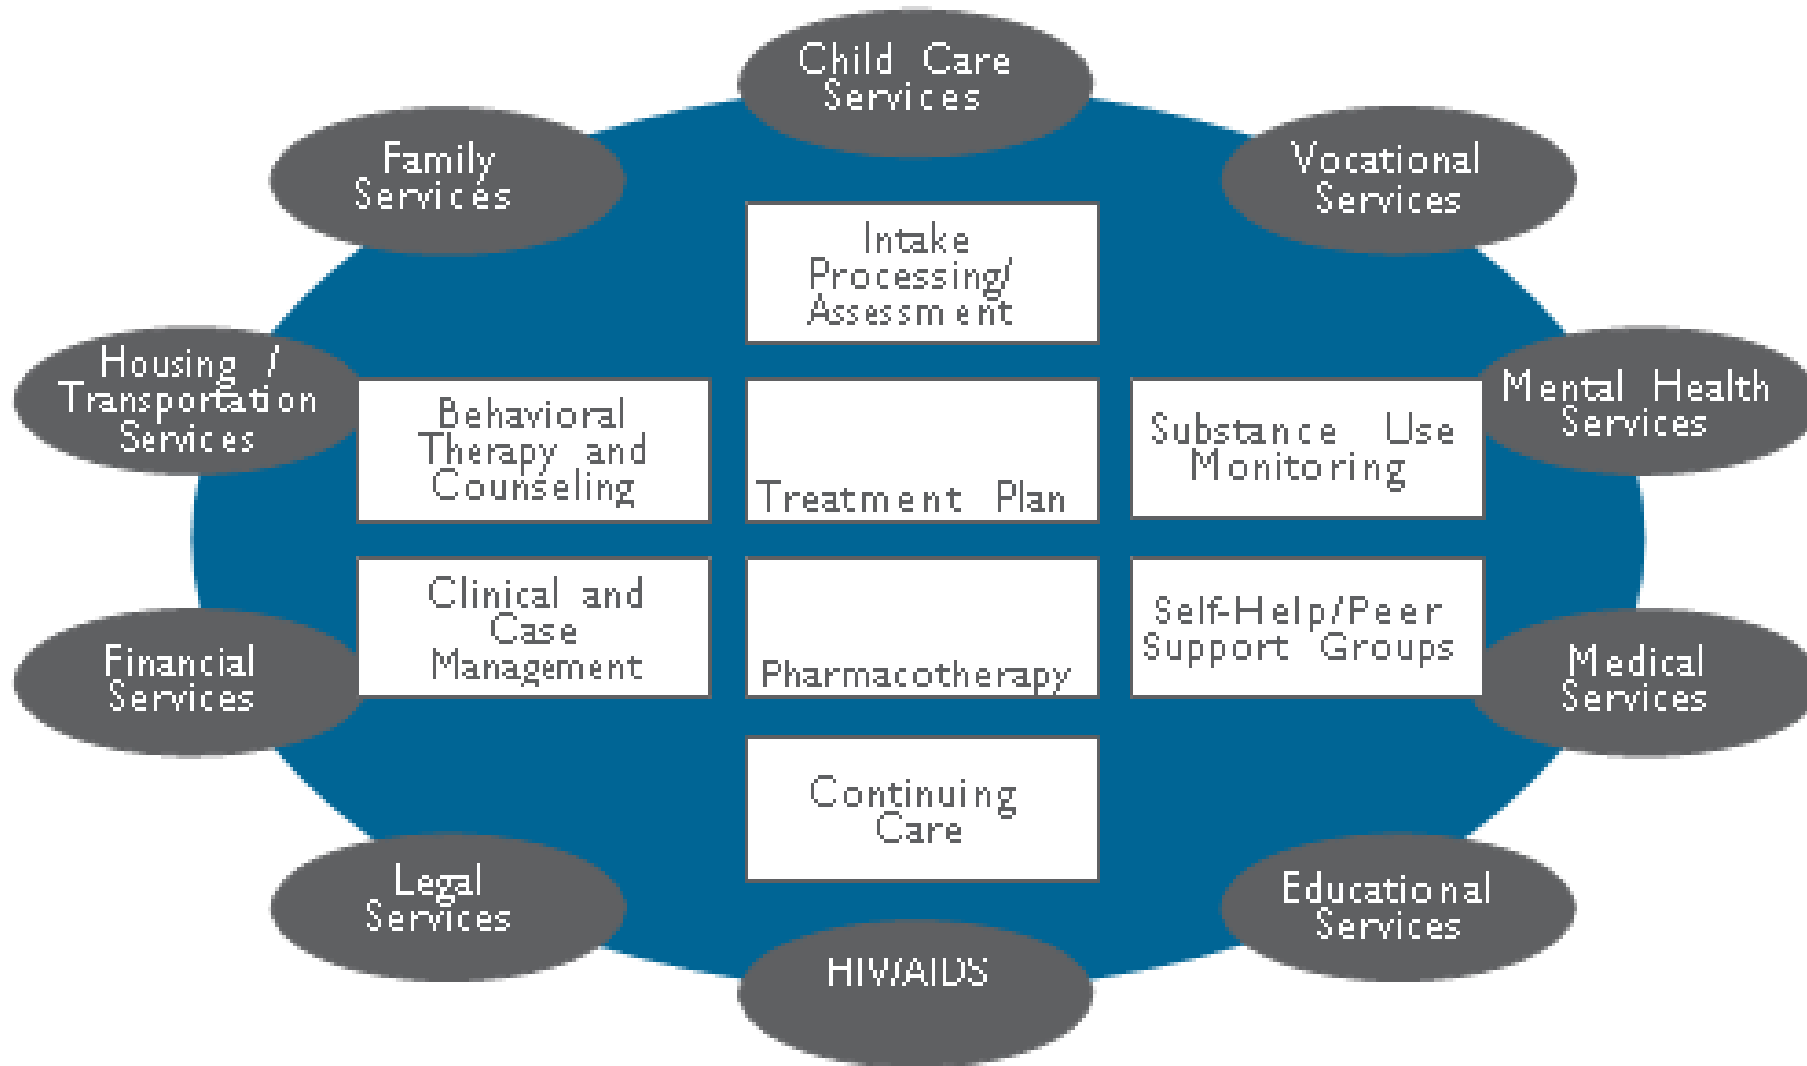 Child Care
Services
Family
Services
Vocational
Services
Intake
Processing/
Assessment
Housing /
Transportation
Services
Behavioral
Therapy and
Counseling
Treatment Plan
Substance Use
Monitoring
Mental Health
Services
Financial
Services
Clinical and
Case
Management
Pharmacotherapy
Self-Help/Peer
Support Groups
Medical
Services
Continuing
Care
Legal
Services
HIV/AIDS
Educational
Services